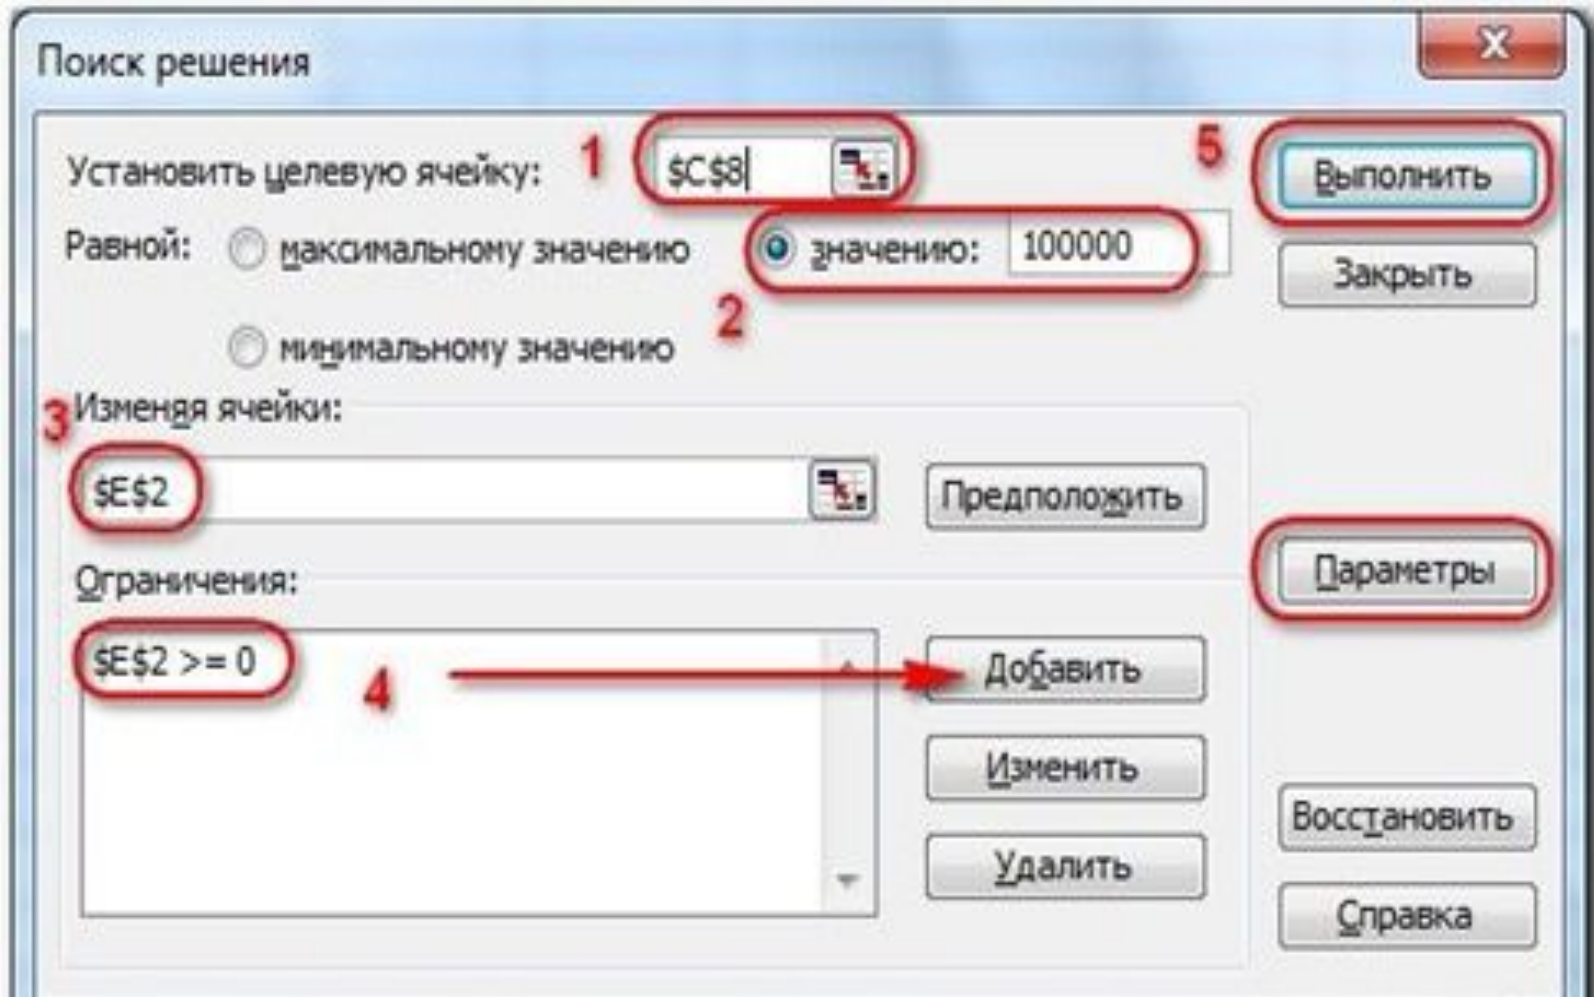 Поиск решения
X
Установить целевую ячейку: 1 $C$8 5 Выполнить
Равной: максимальному значению значению: 100000 Закрыть
2
минимальному значению
3 Изменяя ячейки:
$E$2 Предположить
Параметры
Ограничения:
$E$2 >= 0 4 Добавить
Изменить
Восстановить
Удалить
Справка